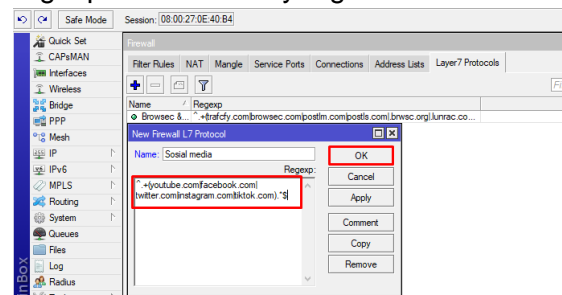 Safe Mode Session: 08:00:27:0E:40:B4
Quick Set
CAPsMAN
Interfaces
Wireless
Bridge
PPP
Mesh
IP
IPv6
MPLS
Routing
System
Queues
Files
Log
Radius
Firewall
Filter Rules NAT Mangle Service Ports Connections Address Lists Layer7 Protocols
Name Regexp
Browsec &... ^.+(trafcfy.com|browsec.com|postlm.com|postls.com|.brwsc.org|.lunrac.co...
New Firewall L7 Protocol
Name: Sosial media
Regexp:
^.+(youtube.com|facebook.com|
twitter.com|instagram.com|tiktok.com).*$
OK
Cancel
Apply
Comment
Copy
Remove